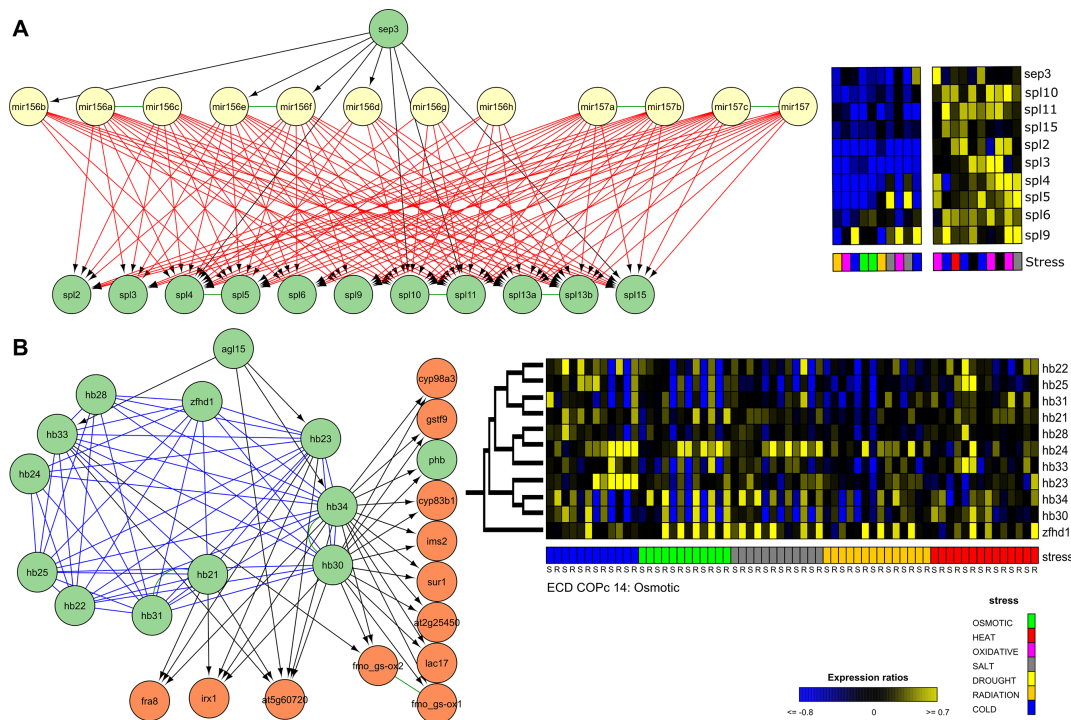 A
sep3
mir156b mir156a mir156c mir156e mir156f mir156d mir156g mir156h mir157a mir157b mir157c mir157
spl2 spl3 spl4 spl5 spl6 spl9 spl10 spl11 spl13a spl13b spl15
sep3
spl10
spl11
spl15
spl2
spl3
spl4
spl5
spl6
spl9
Stress
B
agl15
hb28
zfhd1
hb33
hb23
hb24
hb34
hb25
hb21
hb30
hb22
hb31
cyp98a3
gstf9
phb
cyp83b1
ims2
sur1
at2g25450
lac17
fmo_gs-ox2
fmo_gs-ox1
fra8
irx1
at5g60720
hb22
hb25
hb31
hb21
hb28
hb24
hb33
hb23
hb34
hb30
zfhd1
stress
S R S R S R S R S R S R S R S R S R S R S R S R S R S R S R S R S R S R S R S R S R S R S R S R S R S R S R S R S R S R S R S R
ECD COPc 14: Osmotic
stress
OSMOTIC
HEAT
OXIDATIVE
SALT
DROUGHT
RADIATION
COLD
Expression ratios
<= -0.8 0 >= 0.7